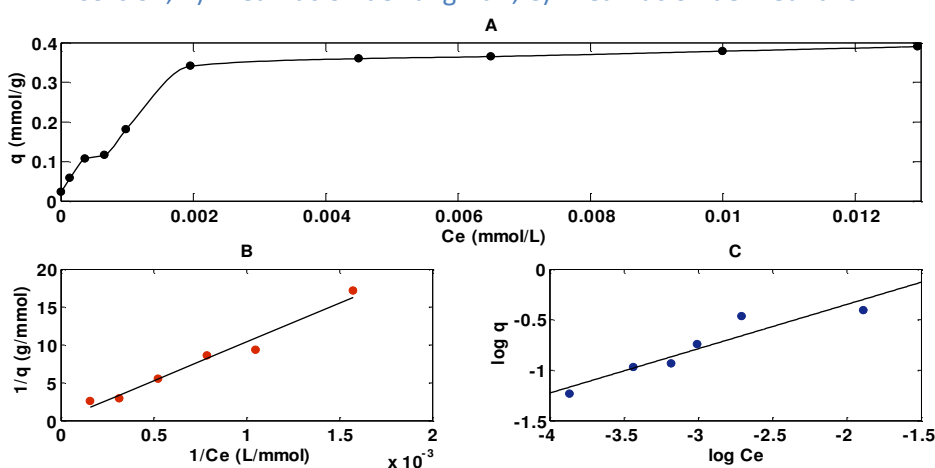 A
q (mmol/g)
0.4
0.3
0.2
0.1
0
0 0.002 0.004 0.006 0.008 0.01 0.012
Ce (mmol/L)
B
1/q (g/mmol)
20
15
10
5
0
0 0.5 1 1.5 2
1/Ce (L/mmol)
x 10⁻³
C
log q
0
-0.5
-1
-1.5
-4 -3.5 -3 -2.5 -2 -1.5
log Ce